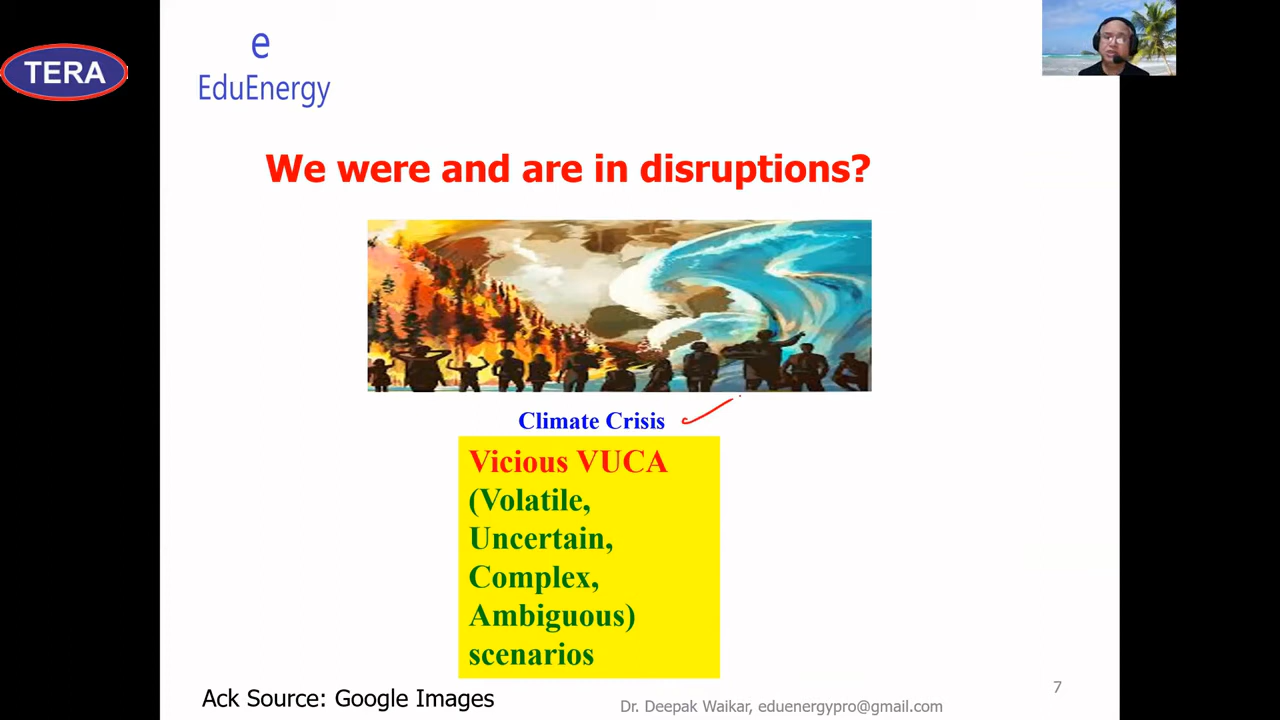 TERA
e
EduEnergy
We were and are in disruptions?
Climate Crisis
Vicious VUCA
(Volatile,
Uncertain,
Complex,
Ambiguous)
scenarios
Ack Source: Google Images
Dr. Deepak Waikar, eduenergypro@gmail.com
7